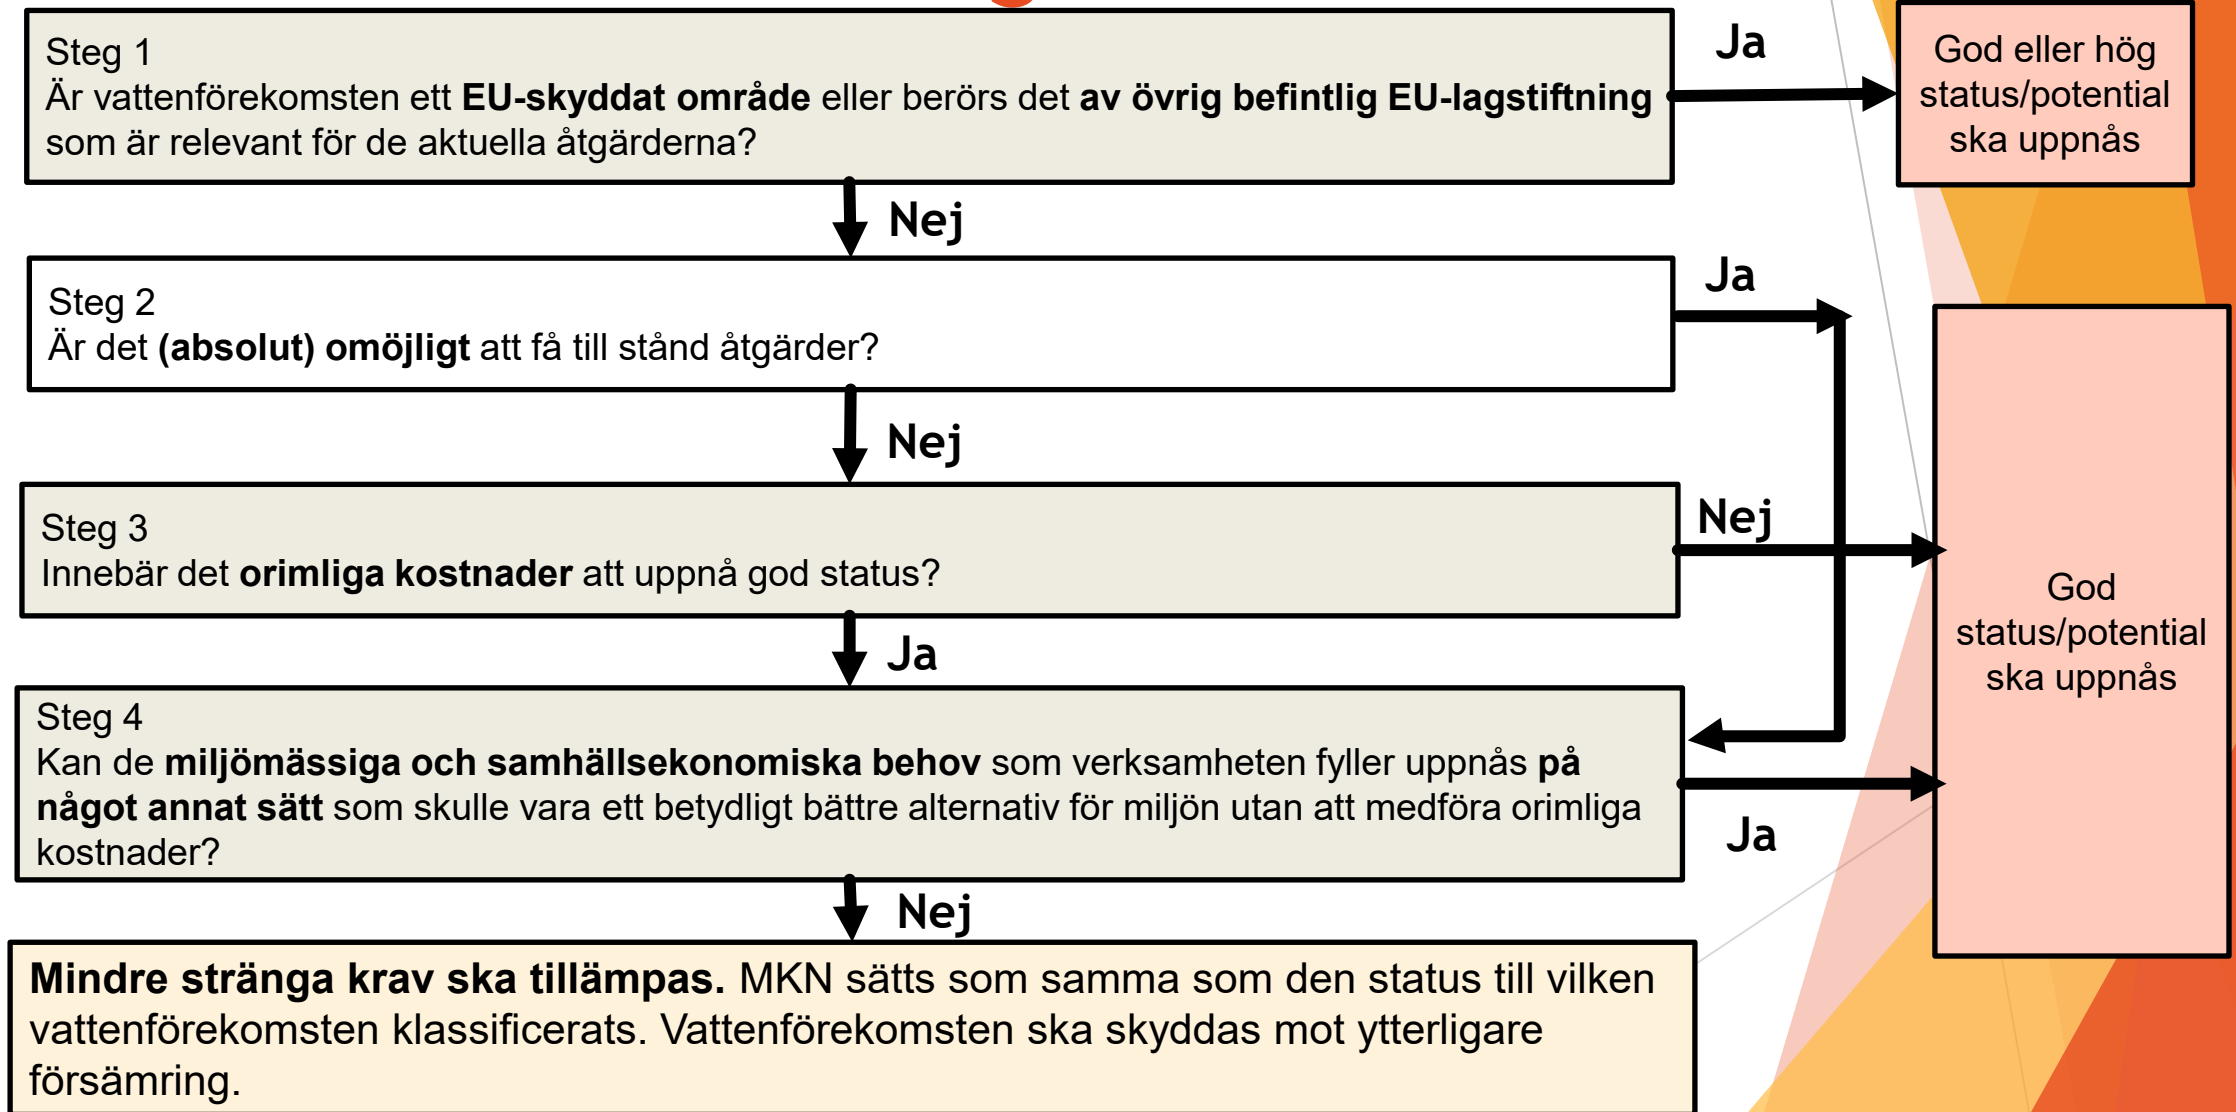 Steg 1
Är vattenförekomsten ett EU-skyddat område eller berörs det av övrig befintlig EU-lagstiftning
som är relevant för de aktuella åtgärderna?
Ja
God eller hög
status/potential
ska uppnås
Nej
Steg 2
Är det (absolut) omöjligt att få till stånd åtgärder?
Ja
Nej
Steg 3
Innebär det orimliga kostnader att uppnå god status?
Nej
God
status/potential
ska uppnås
Ja
Steg 4
Kan de miljömässiga och samhällsekonomiska behov som verksamheten fyller uppnås på
något annat sätt som skulle vara ett betydligt bättre alternativ för miljön utan att medföra orimliga
kostnader?
Ja
Nej
Mindre stränga krav ska tillämpas. MKN sätts som samma som den status till vilken
vattenförekomsten klassificerats. Vattenförekomsten ska skyddas mot ytterligare
försämring.